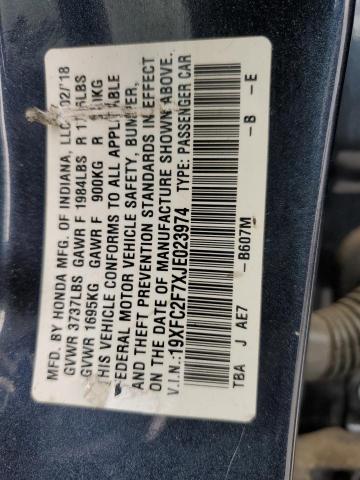 MFD. BY HONDA MFG. OF INDIANA, LLC 02/18
GVWR 3737LBS GAWR F 1984LBS R LBS
GVWR 1695KG GAWR F 900KG R KG
THIS VEHICLE CONFORMS TO ALL APPLICABLE
FEDERAL MOTOR VEHICLE SAFETY, BUMPER,
AND THEFT PREVENTION STANDARDS IN EFFECT
ON THE DATE OF MANUFACTURE SHOWN ABOVE.
V.I.N.: 19XFC2F7XJE023974 TYPE: PASSENGER CAR
TBA J AE7 -B607M -B -E